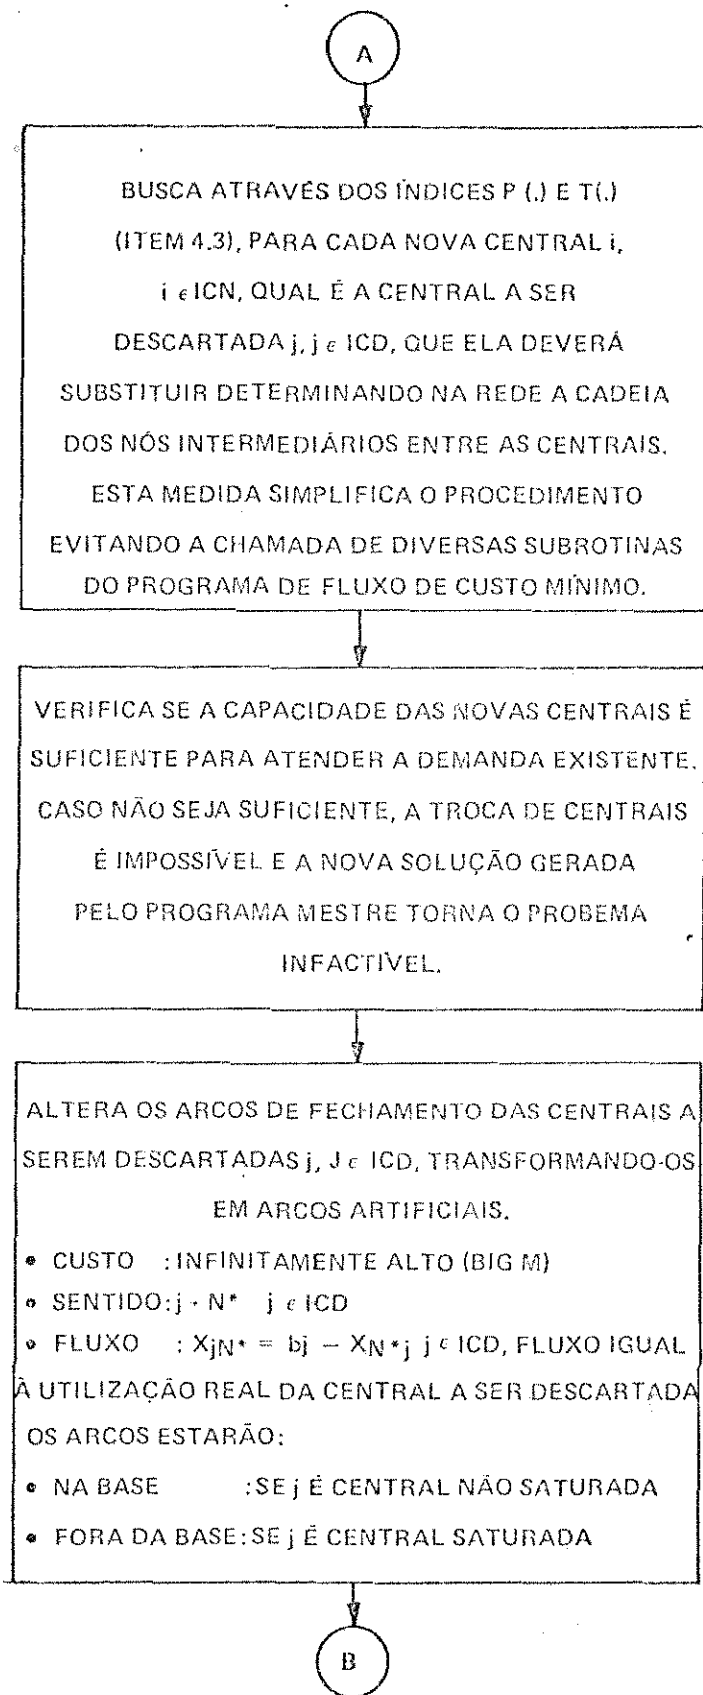 A
BUSCA ATRAVÉS DOS ÍNDICES P (.) E T(.)
(ITEM 4.3), PARA CADA NOVA CENTRAL i,
i ϵ ICN, QUAL É A CENTRAL A SER
DESCARTADA j, j ϵ ICD, QUE ELA DEVERÁ
SUBSTITUIR DETERMINANDO NA REDE A CADEIA
DOS NÓS INTERMEDIÁRIOS ENTRE AS CENTRAIS.
ESTA MEDIDA SIMPLIFICA O PROCEDIMENTO
EVITANDO A CHAMADA DE DIVERSAS SUBROTINAS
DO PROGRAMA DE FLUXO DE CUSTO MÍNIMO.
VERIFICA SE A CAPACIDADE DAS NOVAS CENTRAIS É
SUFICIENTE PARA ATENDER A DEMANDA EXISTENTE.
CASO NÃO SEJA SUFICIENTE, A TROCA DE CENTRAIS
É IMPOSSÍVEL E A NOVA SOLUÇÃO GERADA
PELO PROGRAMA MESTRE TORNA O PROBEMA
INFACTÍVEL.
ALTERA OS ARCOS DE FECHAMENTO DAS CENTRAIS A
SEREM DESCARTADAS j, J ϵ ICD, TRANSFORMANDO-OS
EM ARCOS ARTIFICIAIS.
• CUSTO : INFINITAMENTE ALTO (BIG M)
• SENTIDO: j - N* j ϵ ICD
• FLUXO : XjN* = bj – XN*j j ϵ ICD, FLUXO IGUAL
À UTILIZAÇÃO REAL DA CENTRAL A SER DESCARTADA
OS ARCOS ESTARÃO:
• NA BASE :SE j É CENTRAL NÃO SATURADA
• FORA DA BASE:SE j É CENTRAL SATURADA
B